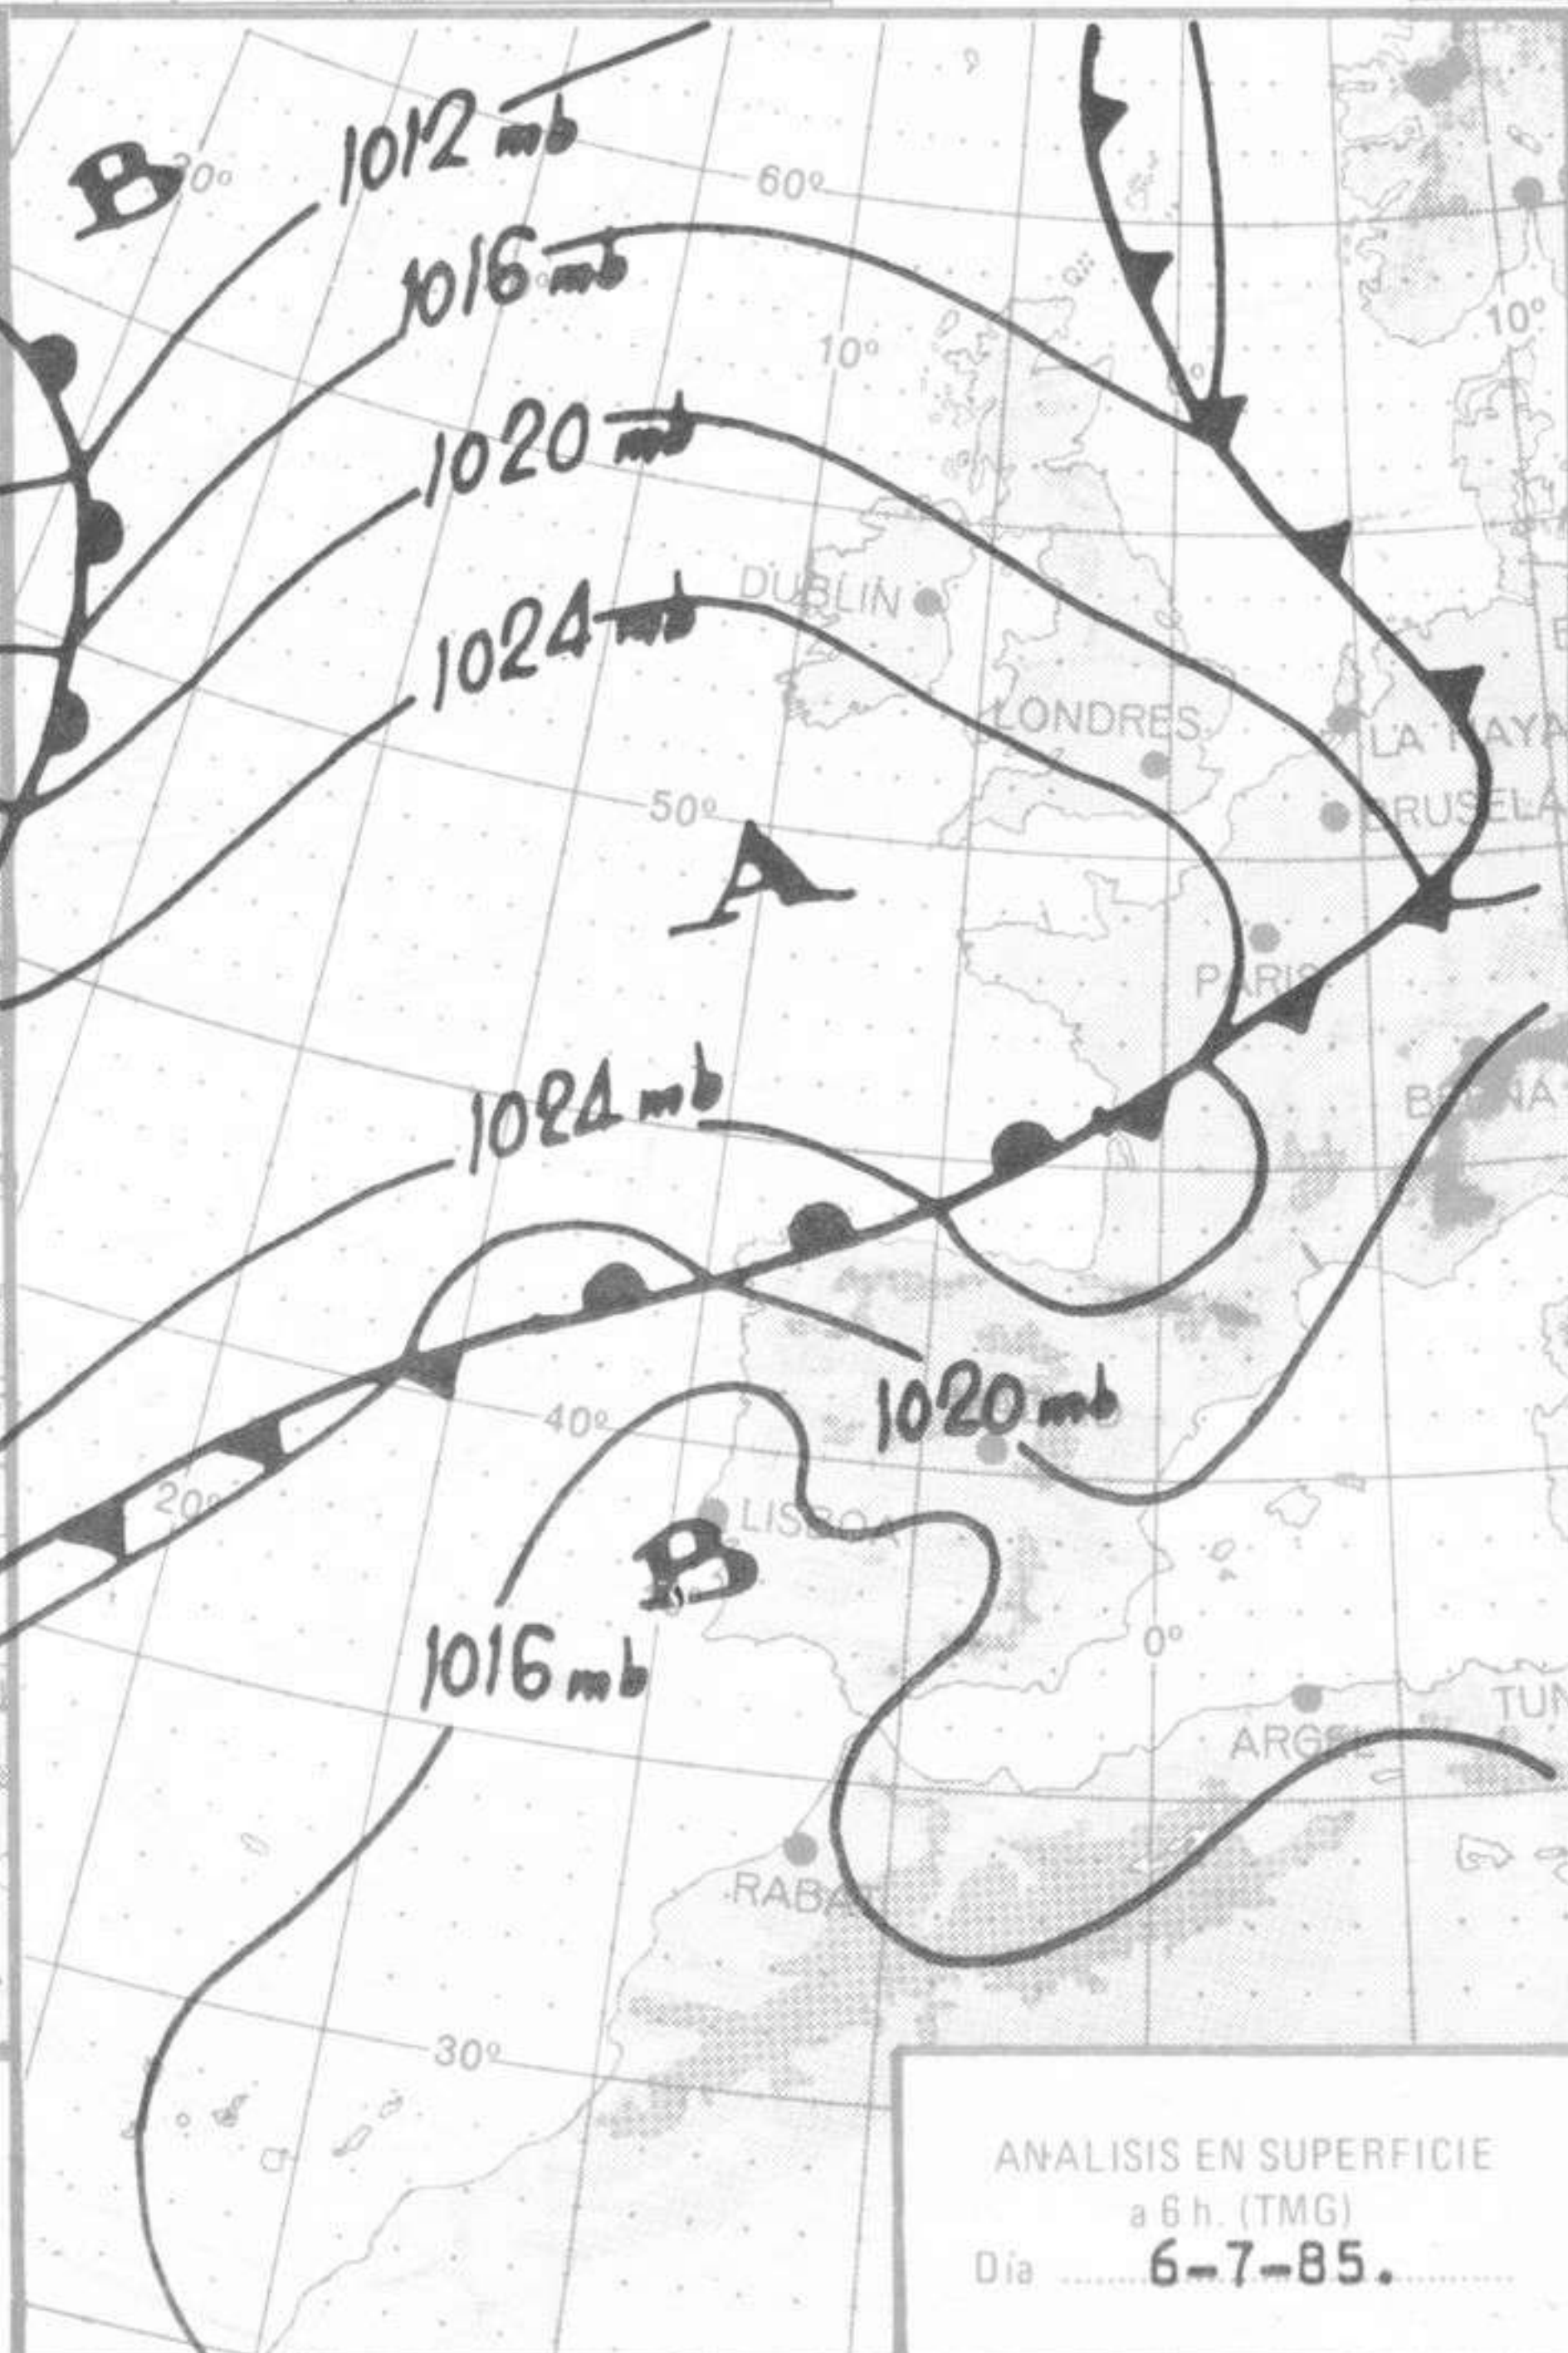 1012 mb
B
60º
1016 mb
10º
10º
1020 mb
DUBLIN
1024 mb
LONDRES
LA HAYA
50º
BRUSELA
A
PARIS
1024 mb
BERNA
1020 mb
40º
20º
LISBOA
B
1016 mb
0º
TUN
ARGEL
RABAT
30º
ANALISIS EN SUPERFICIE
a 6 h. (TMG)
Día 6-7-85.